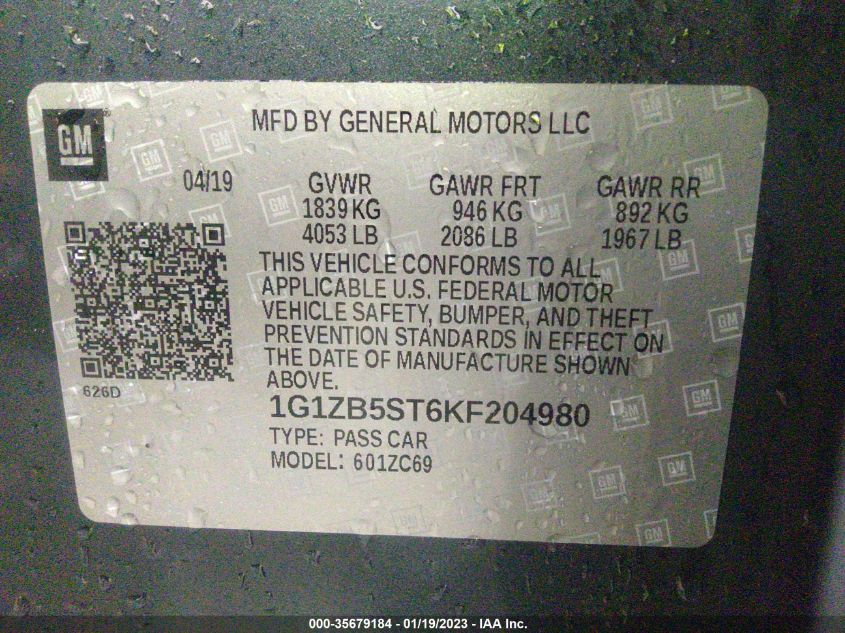 GM
MFD BY GENERAL MOTORS LLC
04/19
GVWR GAWR FRT GAWR RR
1839 KG 946 KG 892 KG
4053 LB 2086 LB 1967 LB
THIS VEHICLE CONFORMS TO ALL
APPLICABLE U.S. FEDERAL MOTOR
VEHICLE SAFETY, BUMPER, AND THEFT
PREVENTION STANDARDS IN EFFECT ON
THE DATE OF MANUFACTURE SHOWN
ABOVE.
626D
1G1ZB5ST6KF204980
TYPE: PASS CAR
MODEL: 601ZC69
000-35679184 - 01/19/2023 - IAA Inc.